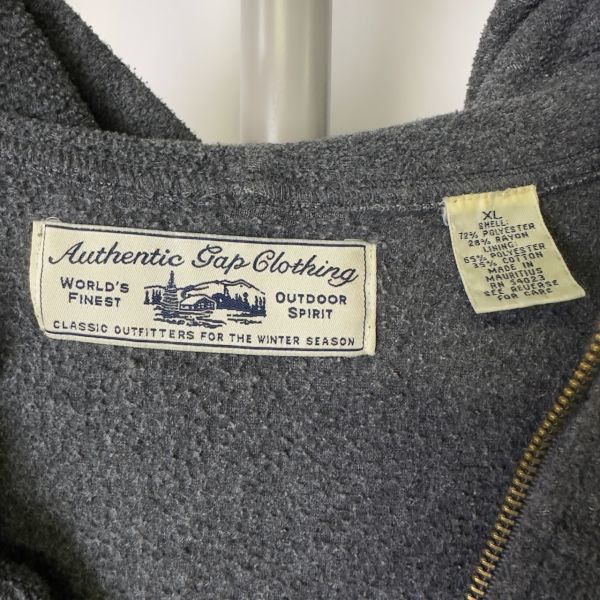 Authentic Gap Clothing
WORLD'S
FINEST
OUTDOOR
SPIRIT
CLASSIC OUTFITTERS FOR THE WINTER SEASON
XL
SHELL:
72% POLYESTER
28% RAYON
LINING:
65% POLYESTER
35% COTTON
MADE IN
MAURITIUS
RN 54023
SEE REVERSE
FOR CARE